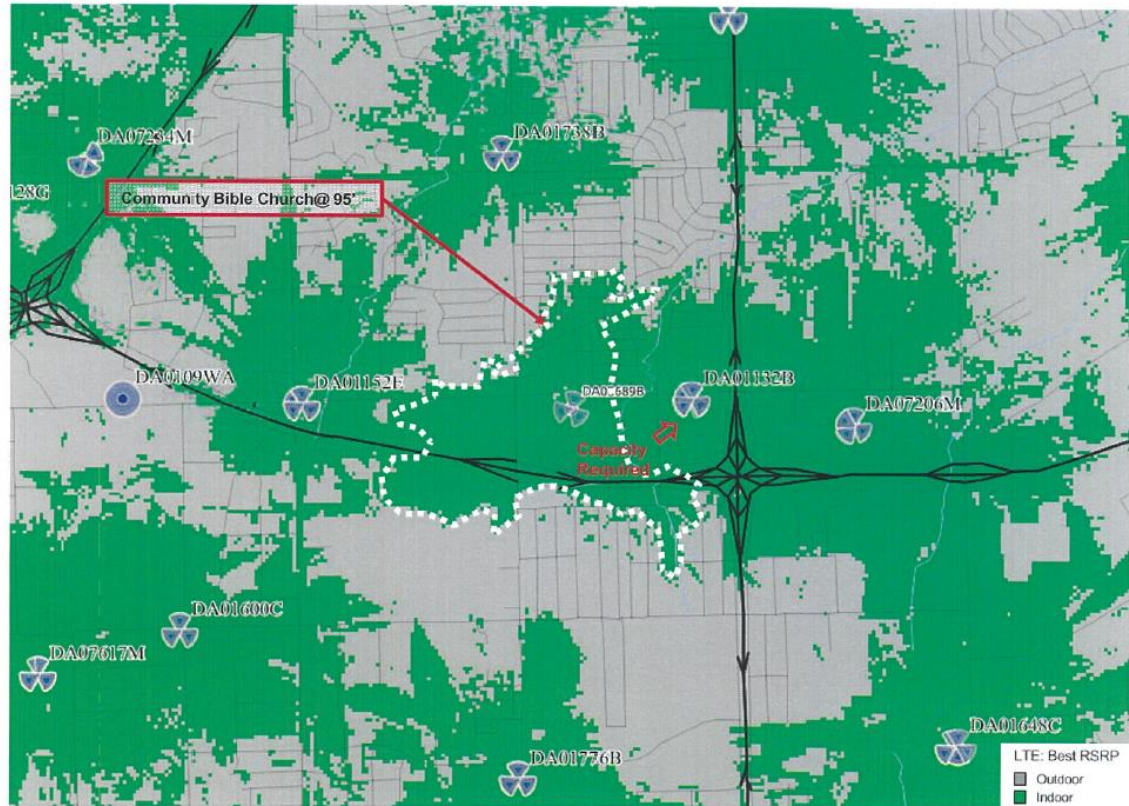 DA07234M
DA01738B
128G
Community Bible Church@ 95'
DA0109WA
DA01152E
DA01132B
DA07206M
Capacity
Required
DA01600C
DA07617M
DA01776B
DA01648C
LTE: Best RSRP
Outdoor
Indoor